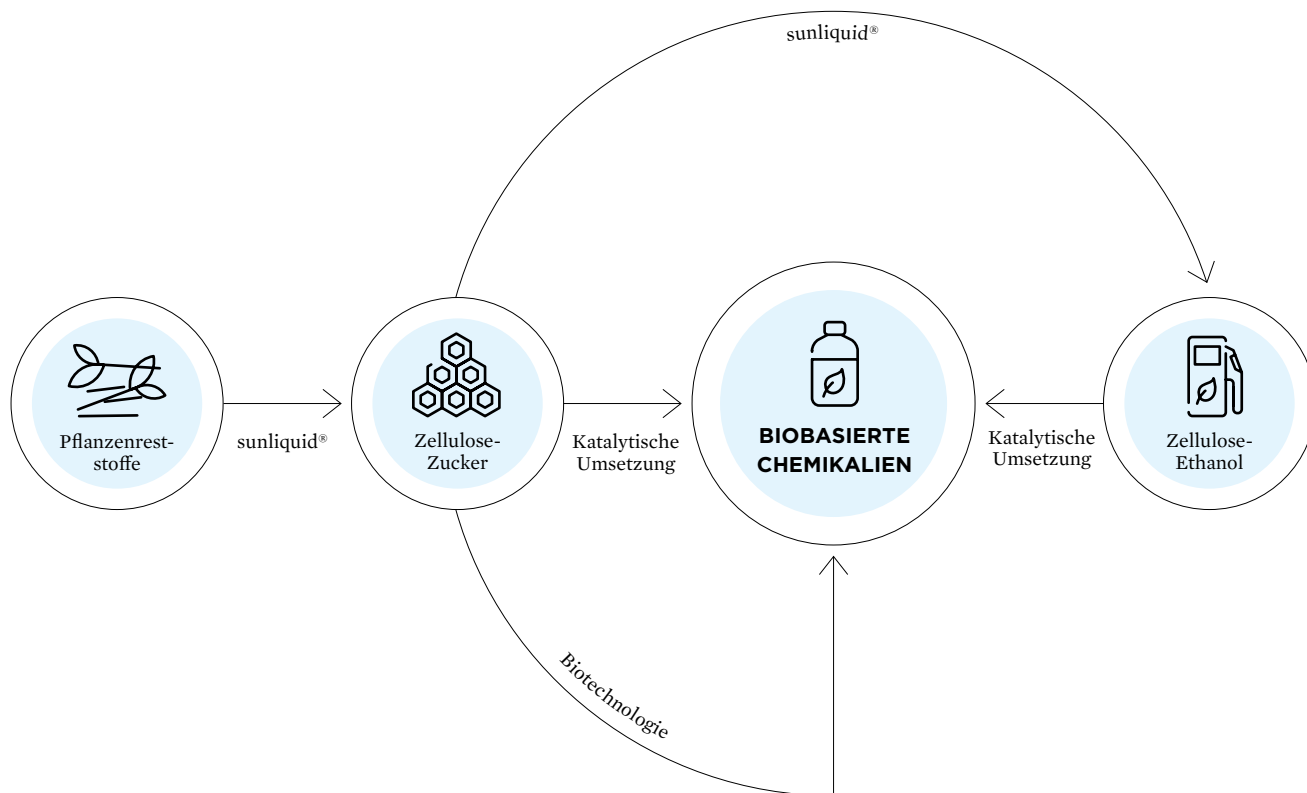 sunliquid®
Pflanzenrest-
stoffe
sunliquid®
Zellulose-
Zucker
Katalytische
Umsetzung
BIOBASIERTE
CHEMIKALIEN
Katalytische
Umsetzung
Zellulose-
Ethanol
Biotechnologie